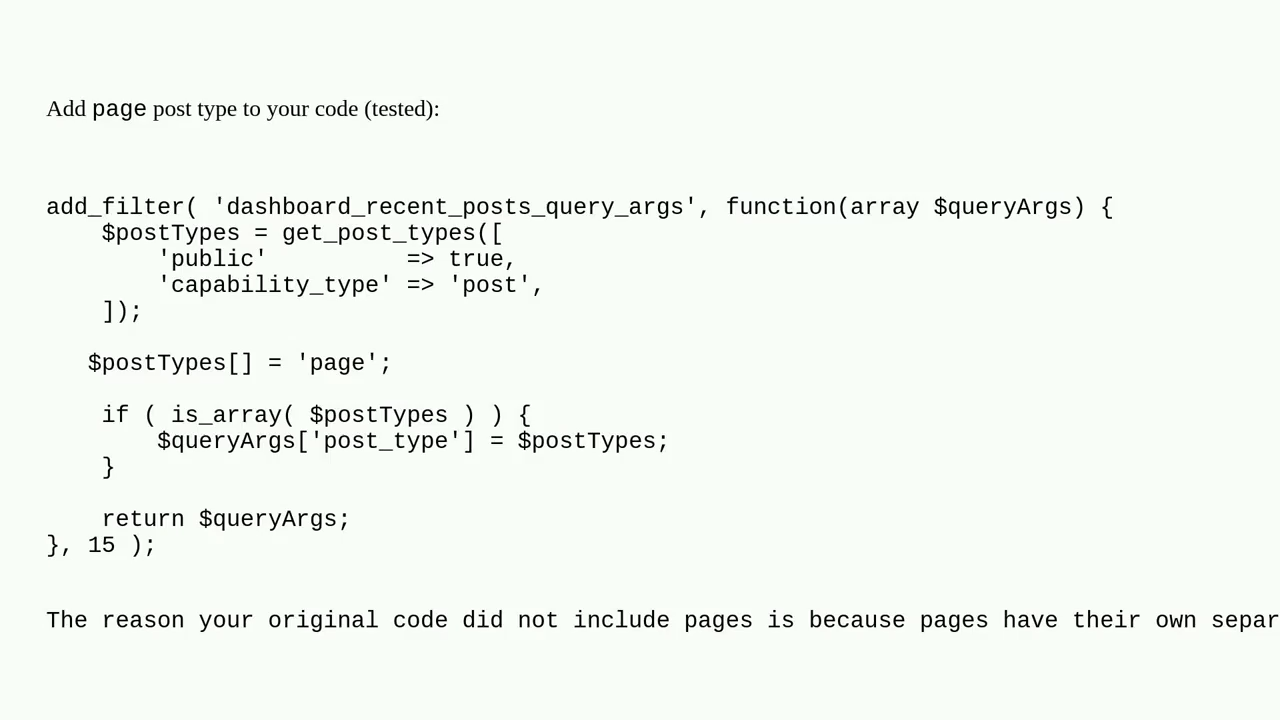 Add page post type to your code (tested):
add_filter( 'dashboard_recent_posts_query_args', function(array $queryArgs) {
    $postTypes = get_post_types([
        'public'          => true,
        'capability_type' => 'post',
    ]);
   $postTypes[] = 'page';
    if ( is_array( $postTypes ) ) {
        $queryArgs['post_type'] = $postTypes;
    }
    return $queryArgs;
}, 15 );
The reason your original code did not include pages is because pages have their own